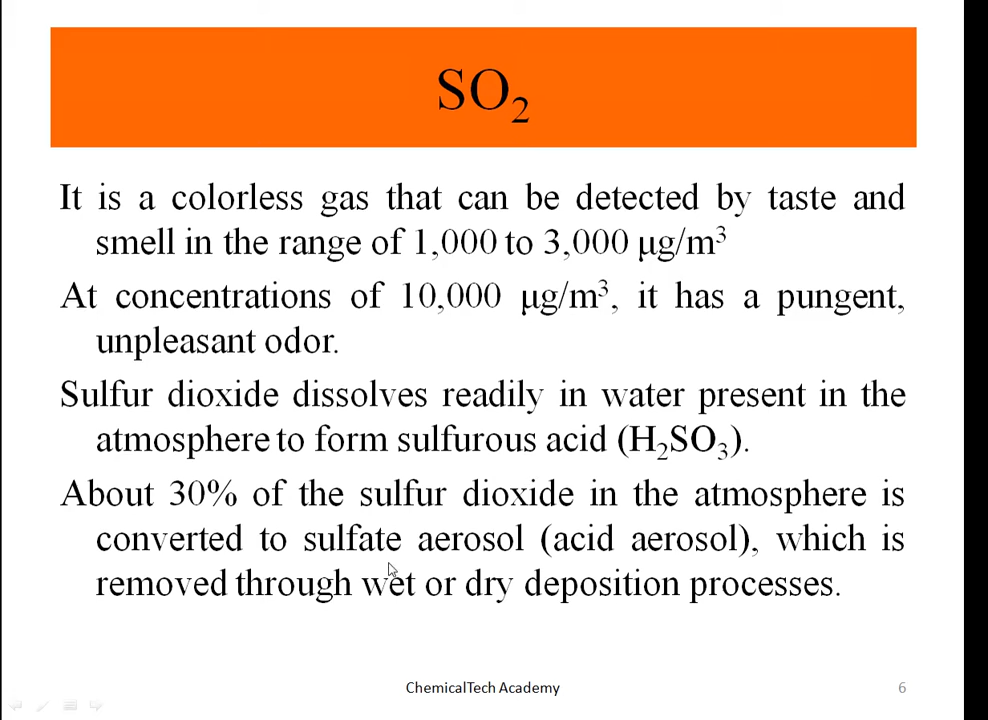 SO₂
It is a colorless gas that can be detected by taste and
smell in the range of 1,000 to 3,000 μg/m³
At concentrations of 10,000 μg/m³, it has a pungent,
unpleasant odor.
Sulfur dioxide dissolves readily in water present in the
atmosphere to form sulfurous acid (H₂SO₃).
About 30% of the sulfur dioxide in the atmosphere is
converted to sulfate aerosol (acid aerosol), which is
removed through wet or dry deposition processes.
ChemicalTech Academy
6